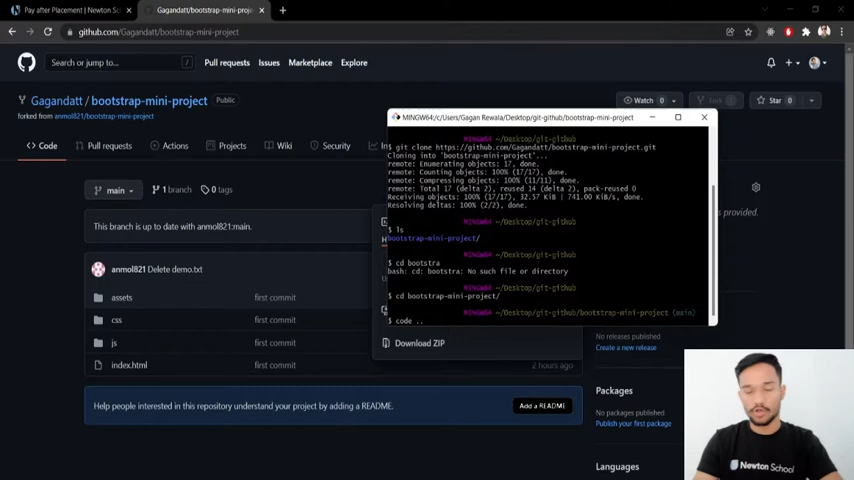 Pay after Placement | Newton Sch
Gagandatt/bootstrap-mini-proj
github.com/Gagandatt/bootstrap-mini-project
Search or jump to...
/
Pull requests
Issues
Marketplace
Explore
Gagandatt / bootstrap-mini-project
Public
forked from anmol821/bootstrap-mini-project
Watch 0
Fork 1
Star 0
Code
Pull requests
Actions
Projects
Wiki
Security
In
main
1 branch
0 tags
This branch is up to date with anmol821:main.
anmol821 Delete demo.txt
assets
first commit
css
first commit
js
first commit
index.html
first commit
2 hours ago
Help people interested in this repository understand your project by adding a README.
Add a README
Download ZIP
MINGW64:/c/Users/Gagan Rewala/Desktop/git-github/bootstrap-mini-project
MINGW64 ~/Desktop/git-github
$ git clone https://github.com/Gagandatt/bootstrap-mini-project.git
Cloning into 'bootstrap-mini-project'...
remote: Enumerating objects: 17, done.
remote: Counting objects: 100% (17/17), done.
remote: Compressing objects: 100% (11/11), done.
remote: Total 17 (delta 2), reused 14 (delta 2), pack-reused 0
Receiving objects: 100% (17/17), 32.57 KiB | 741.00 KiB/s, done.
Resolving deltas: 100% (2/2), done.
MINGW64 ~/Desktop/git-github
$ ls
bootstrap-mini-project/
MINGW64 ~/Desktop/git-github
$ cd bootstra
bash: cd: bootstra: No such file or directory
MINGW64 ~/Desktop/git-github
$ cd bootstrap-mini-project/
MINGW64 ~/Desktop/git-github/bootstrap-mini-project (main)
$ code ..
provided.
No releases published
Create a new release
Packages
No packages published
Publish your first package
Languages
Newton School